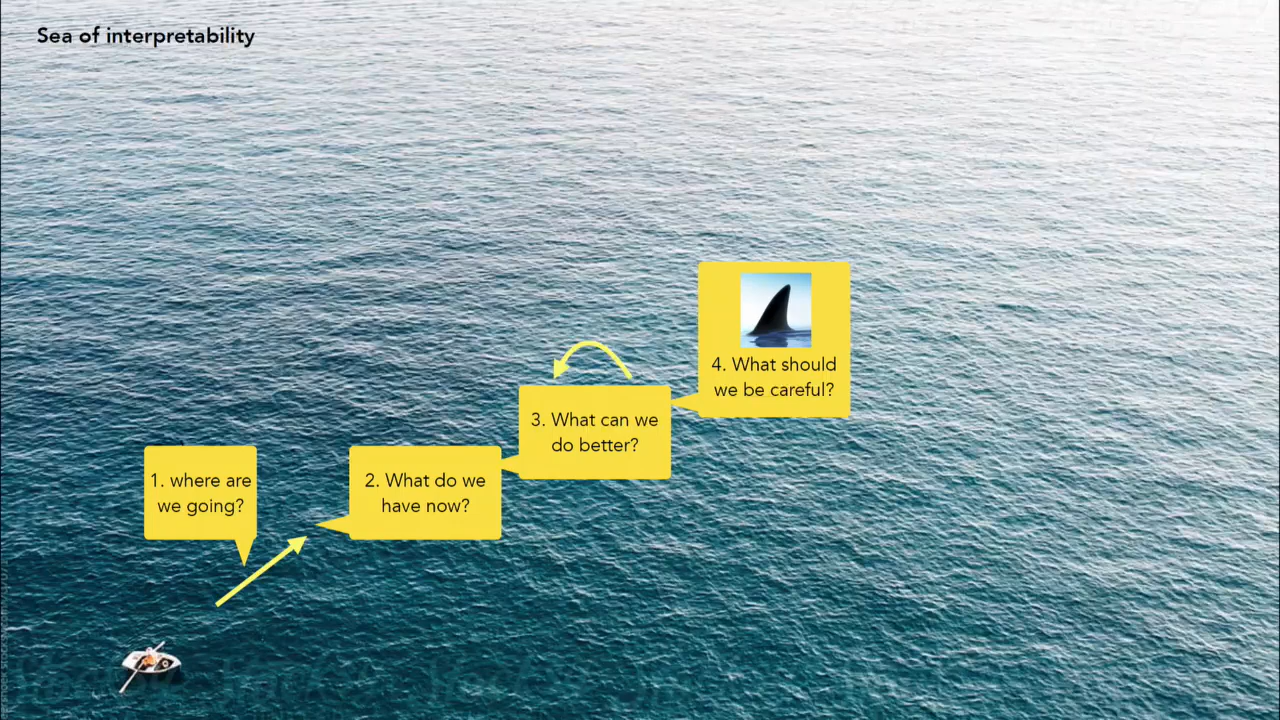 Sea of interpretability
4. What should
we be careful?
3. What can we
do better?
1. where are
we going?
2. What do we
have now?